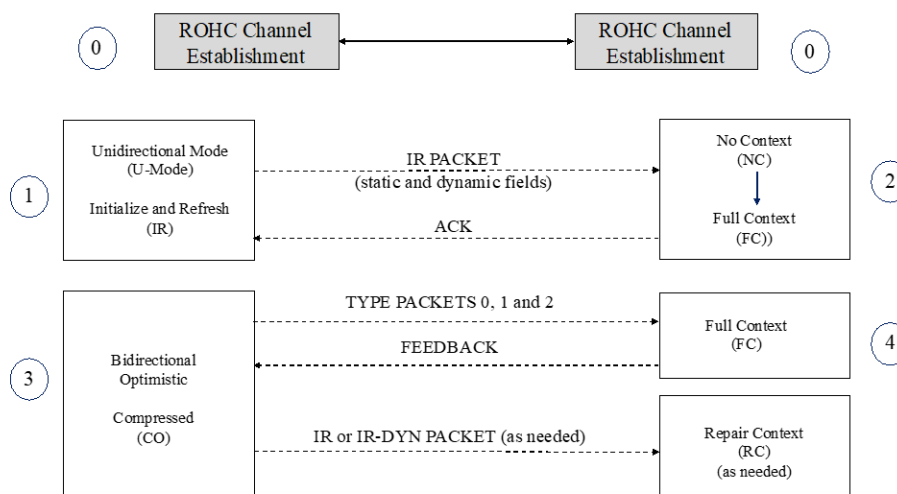 ROHC Channel
Establishment
ROHC Channel
Establishment
0
0
Unidirectional Mode
(U-Mode)
Initialize and Refresh
(IR)
1
IR PACKET
(static and dynamic fields)
ACK
No Context
(NC)
Full Context
(FC))
2
3
Bidirectional
Optimistic
Compressed
(CO)
TYPE PACKETS 0, 1 and 2
FEEDBACK
IR or IR-DYN PACKET (as needed)
Full Context
(FC)
4
Repair Context
(RC)
(as needed)